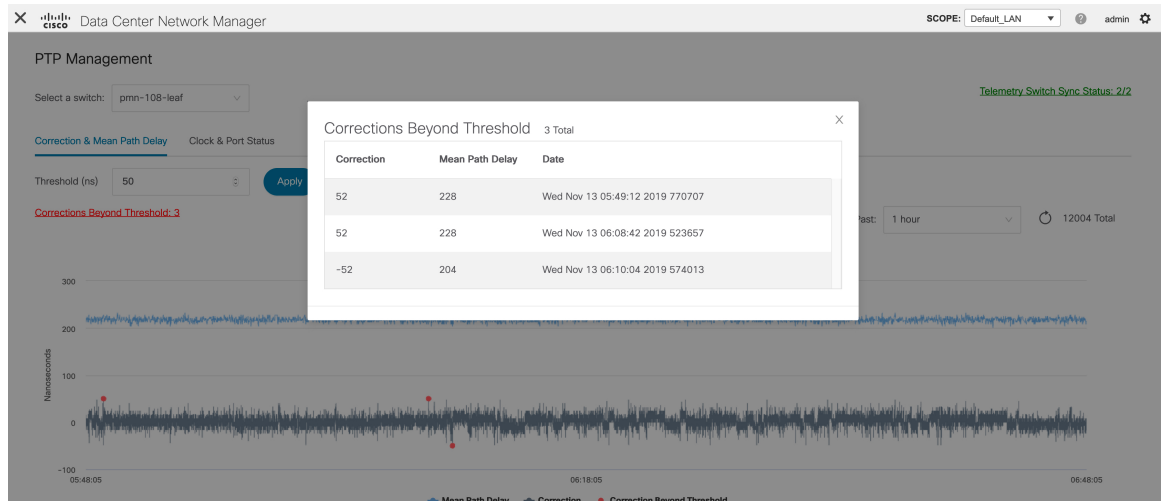 cisco Data Center Network Manager
SCOPE: Default_LAN admin
PTP Management
Select a switch: pmn-108-leaf
Telemetry Switch Sync Status: 2/2
Correction & Mean Path Delay Clock & Port Status
Threshold (ns) 50 Apply
Corrections Beyond Threshold: 3
Past: 1 hour 12004 Total
Corrections Beyond Threshold 3 Total
Correction Mean Path Delay Date
52 228 Wed Nov 13 05:49:12 2019 770707
52 228 Wed Nov 13 06:08:42 2019 523657
-52 204 Wed Nov 13 06:10:04 2019 574013
Nanoseconds
300
200
100
0
-100
05:48:05 06:18:05 06:48:05
Mean Path Delay Correction Correction Beyond Threshold